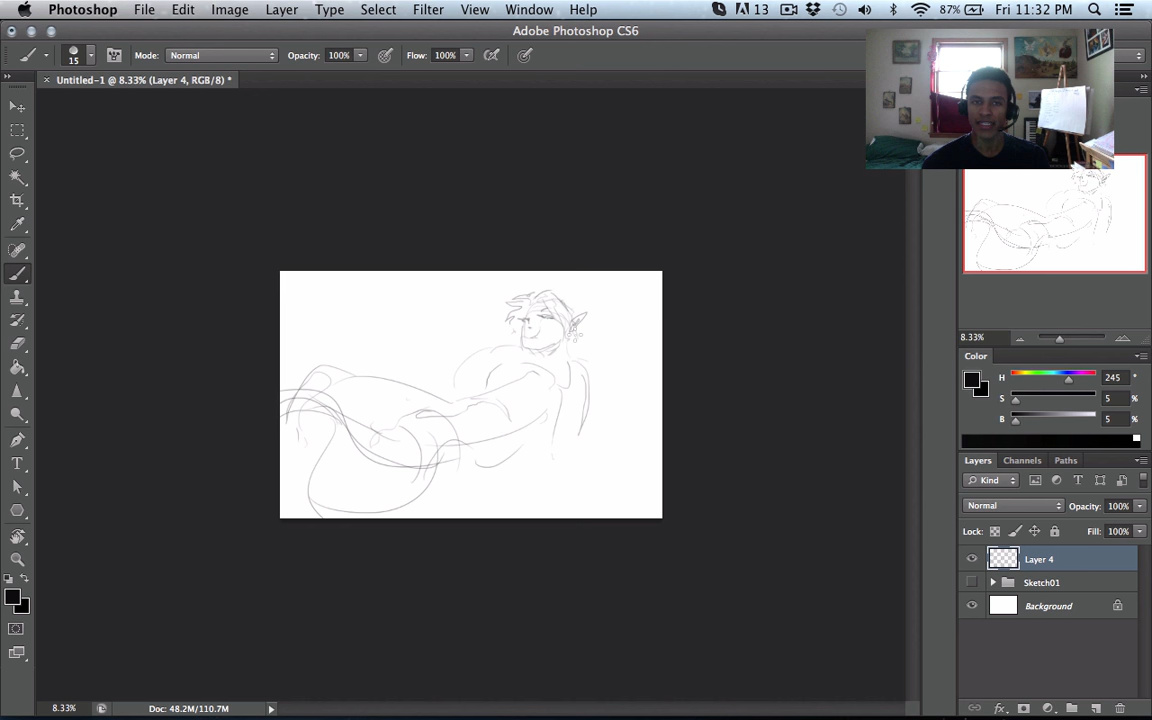 Photoshop File Edit Image Layer Type Select Filter View Window Help 13 87% Fri 11:32 PM
Adobe Photoshop CS6
15 Mode: Normal Opacity: 100% Flow: 100%
× Untitled-1 @ 8.33% (Layer 4, RGB/8) *
8.33%
Color
H 245 °
S 5 %
B 5 %
Layers Channels Paths
Kind
Normal Opacity: 100%
Lock: Fill: 100%
Layer 4
Sketch01
Background
8.33% Doc: 48.2M/110.7M
fx